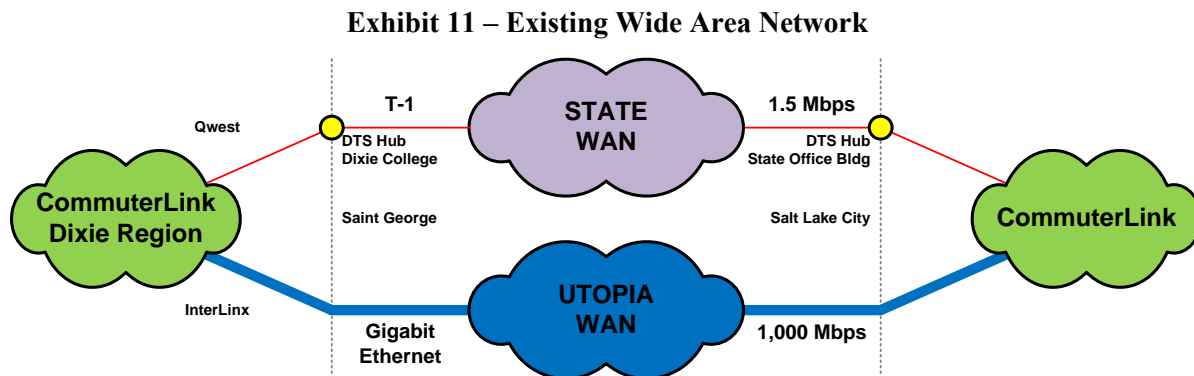 Exhibit 11 – Existing Wide Area Network
T-1
STATE
WAN
1.5 Mbps
Qwest
DTS Hub
Dixie College
DTS Hub
State Office Bldg
CommuterLink
Dixie Region
Saint George
Salt Lake City
CommuterLink
InterLinx
Gigabit
Ethernet
UTOPIA
WAN
1,000 Mbps